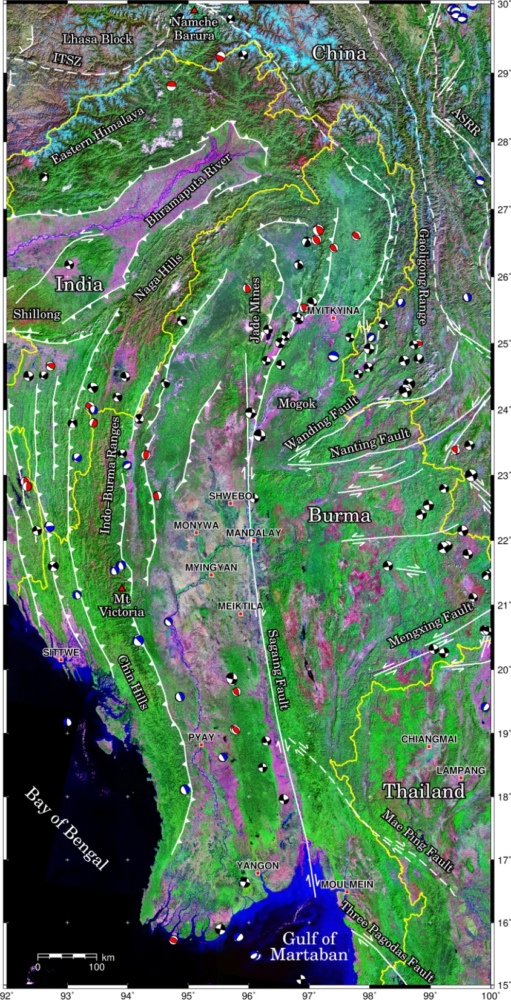 30°
Namche
Barura
Lhasa Block
China
ITSZ
29°
ASRR
Eastern Himalaya
28°
Bhramaputa River
27°
Gaoligong Range
Naga Hills
India
26°
Jade Mines
MYITKYINA
Shillong
25°
Mogok
24°
Wanding Fault
Nanting Fault
Indo-Burma Ranges
23°
SHWEBO
Burma
MONYWA
MANDALAY
22°
MYINGYAN
Mt
Victoria
MEIKTILA
21°
Mengxing Fault
Sagaing Fault
SITTWE
20°
Chin Hills
PYAY
CHIANGMAI
19°
LAMPANG
Thailand
18°
Bay of Bengal
Mae Ping Fault
17°
YANGON
MOULMEIN
Three Pagodas Fault
16°
Gulf of
Martaban
km
0 100
15°
92° 93° 94° 95° 96° 97° 98° 99° 100°